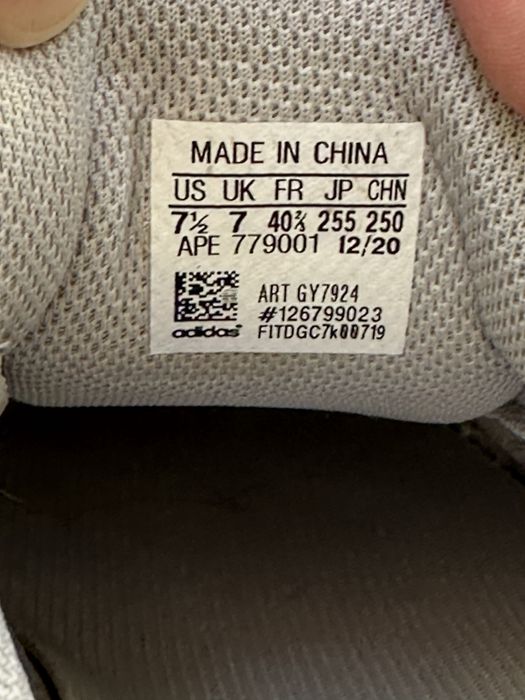 MADE IN CHINA
US UK FR JP CHN
7½ 7 40⅔ 255 250
APE 779001 12/20
ART GY7924
#126799023
adidas FITDGC7k00719